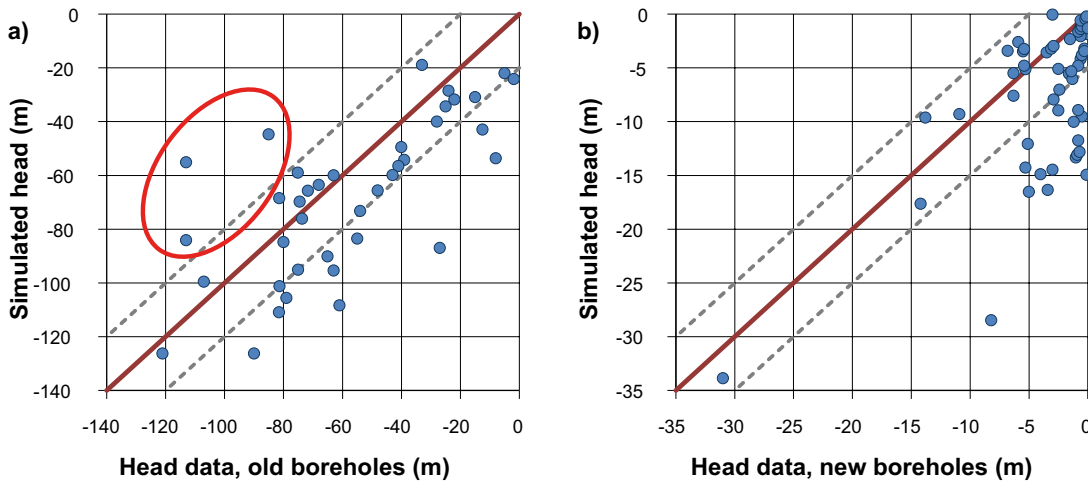 a)
0
-20
-40
-60
-80
-100
-120
-140
Simulated head (m)
-140 -120 -100 -80 -60 -40 -20 0
Head data, old boreholes (m)
b)
0
-5
-10
-15
-20
-25
-30
-35
Simulated head (m)
-35 -30 -25 -20 -15 -10 -5 0
Head data, new boreholes (m)